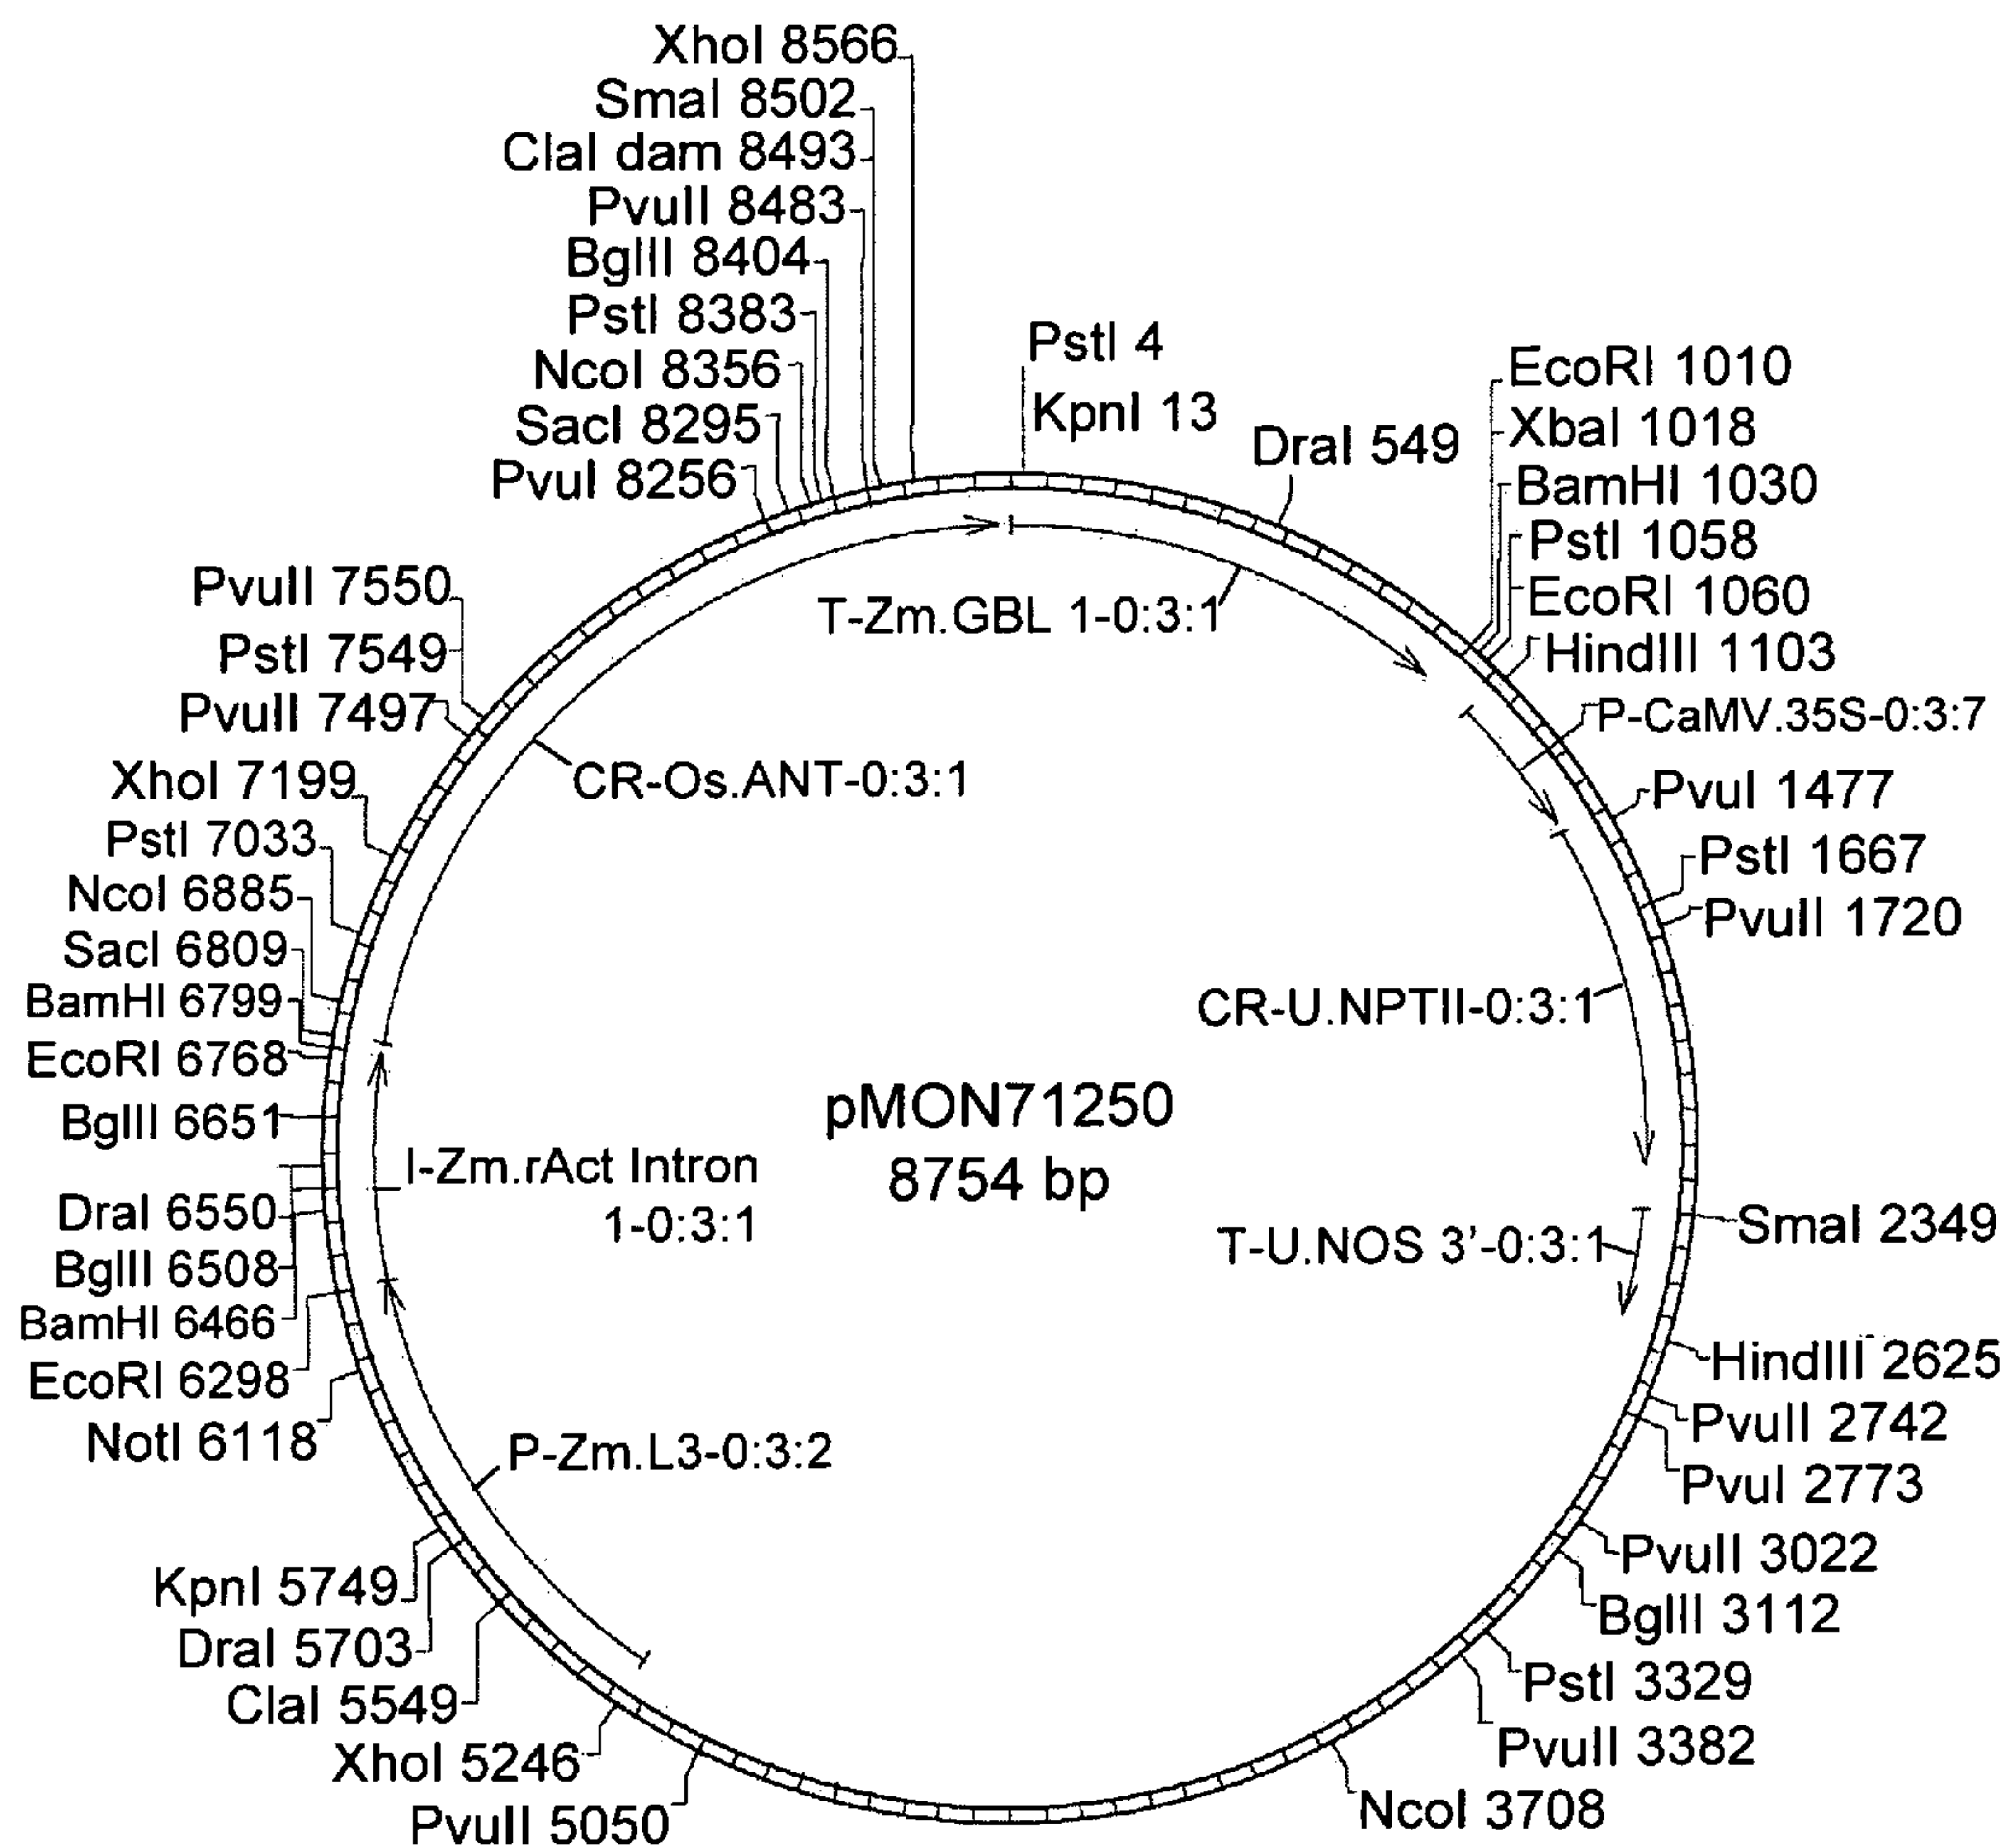 XhoI 8566
SmaI 8502
ClaI dam 8493
PvuII 8483
BglII 8404
PstI 8383
NcoI 8356
SacI 8295
PvuI 8256
PstI 4
KpnI 13
DraI 549
EcoRI 1010
XbaI 1018
BamHI 1030
PstI 1058
EcoRI 1060
HindIII 1103
P-CaMV.35S-0:3:7
PvuI 1477
PstI 1667
PvuII 1720
SmaI 2349
HindIII 2625
PvuII 2742
PvuI 2773
PvuII 3022
BglII 3112
PstI 3329
PvuII 3382
NcoI 3708
PvuII 7550
PstI 7549
PvuII 7497
XhoI 7199
PstI 7033
NcoI 6885
SacI 6809
BamHI 6799
EcoRI 6768
BglII 6651
DraI 6550
BglII 6508
BamHI 6466
EcoRI 6298
NotI 6118
KpnI 5749
DraI 5703
ClaI 5549
XhoI 5246
PvuII 5050
T-Zm.GBL 1-0:3:1
CR-Os.ANT-0:3:1
CR-U.NPTII-0:3:1
pMON71250
8754 bp
I-Zm.rAct Intron
1-0:3:1
T-U.NOS 3'-0:3:1
P-Zm.L3-0:3:2